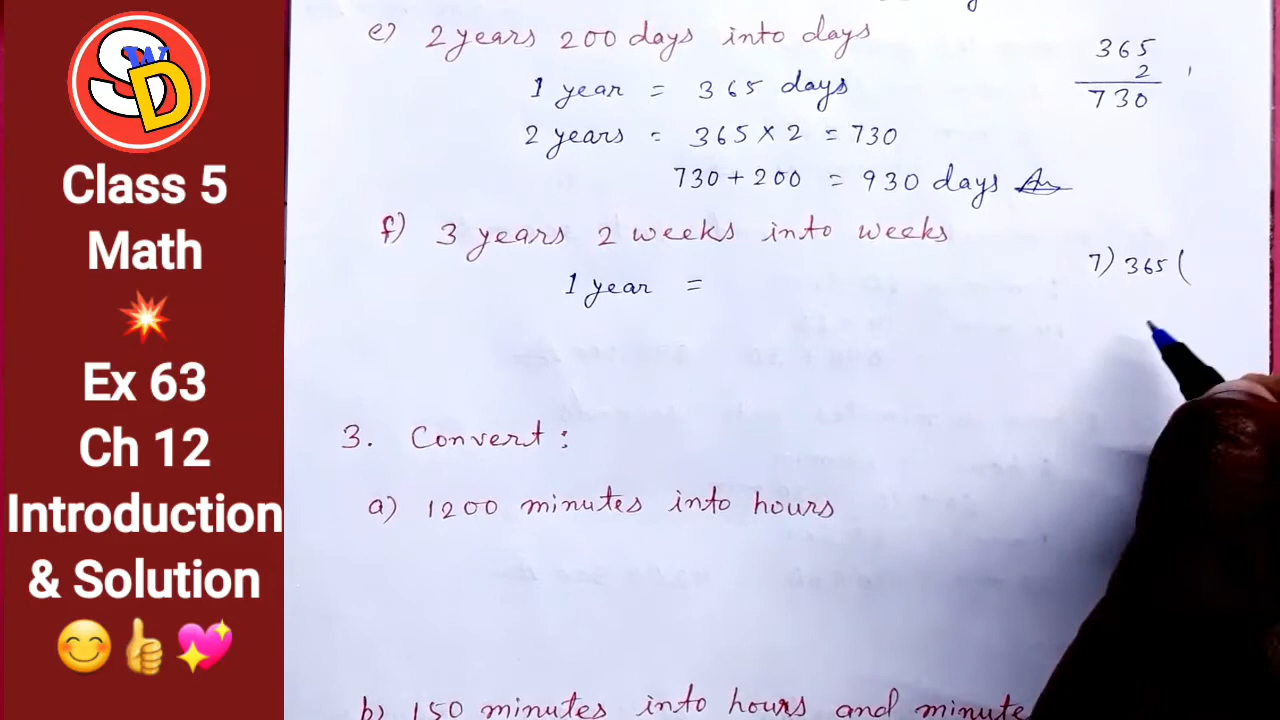 SWD
Class 5
Math
Ex 63
Ch 12
Introduction
& Solution
e) 2 years 200 days into days
1 year = 365 days
2 years = 365 × 2 = 730
730 + 200 = 930 days Ans
365
2
730
f) 3 years 2 weeks into weeks
1 year =
7) 365 (
3. Convert :
a) 1200 minutes into hours
b) 150 minutes into hours and minute